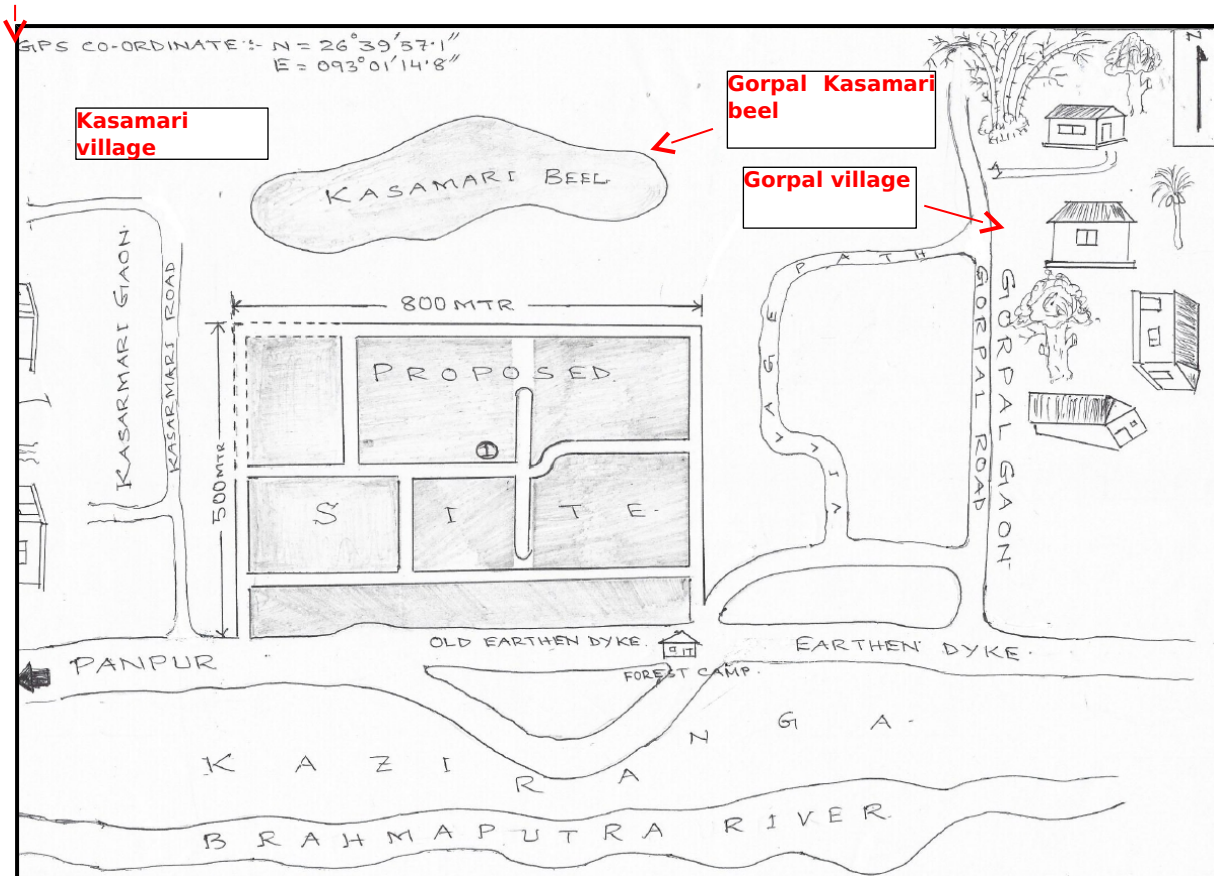 GPS CO-ORDINATE :- N = 26°39'57.1"
E = 093°01'14.8"
N
Kasamari
village
Gorpal Kasamari
beel
Gorpal village
KASAMARI BEEL
KASARMARI GAON
KASARMARI ROAD
800 MTR
500 MTR
PROPOSED
1
SITE
VILLAGE PATH
GORPAL ROAD
GORPAL GAON
OLD EARTHEN DYKE
EARTHEN DYKE
FOREST CAMP.
PANPUR
KAZIRANGA
BRAHMAPUTRA RIVER